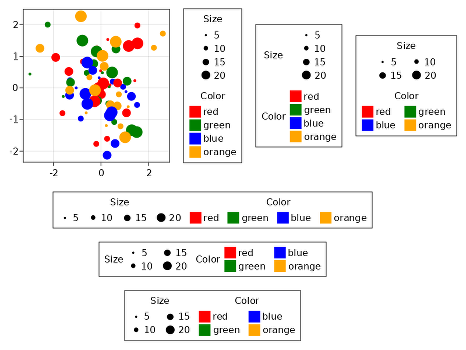 2
1
0
-1
-2
-2
0
2
Size
5
10
15
20
Color
red
green
blue
orange
Size
5
10
15
20
Color
red
green
blue
orange
Size
5 10
15 20
Color
red green
blue orange
Size Color
5 10 15 20 red green blue orange
Size 5 15 Color red blue
10 20 green orange
Size Color
5 15 red blue
10 20 green orange